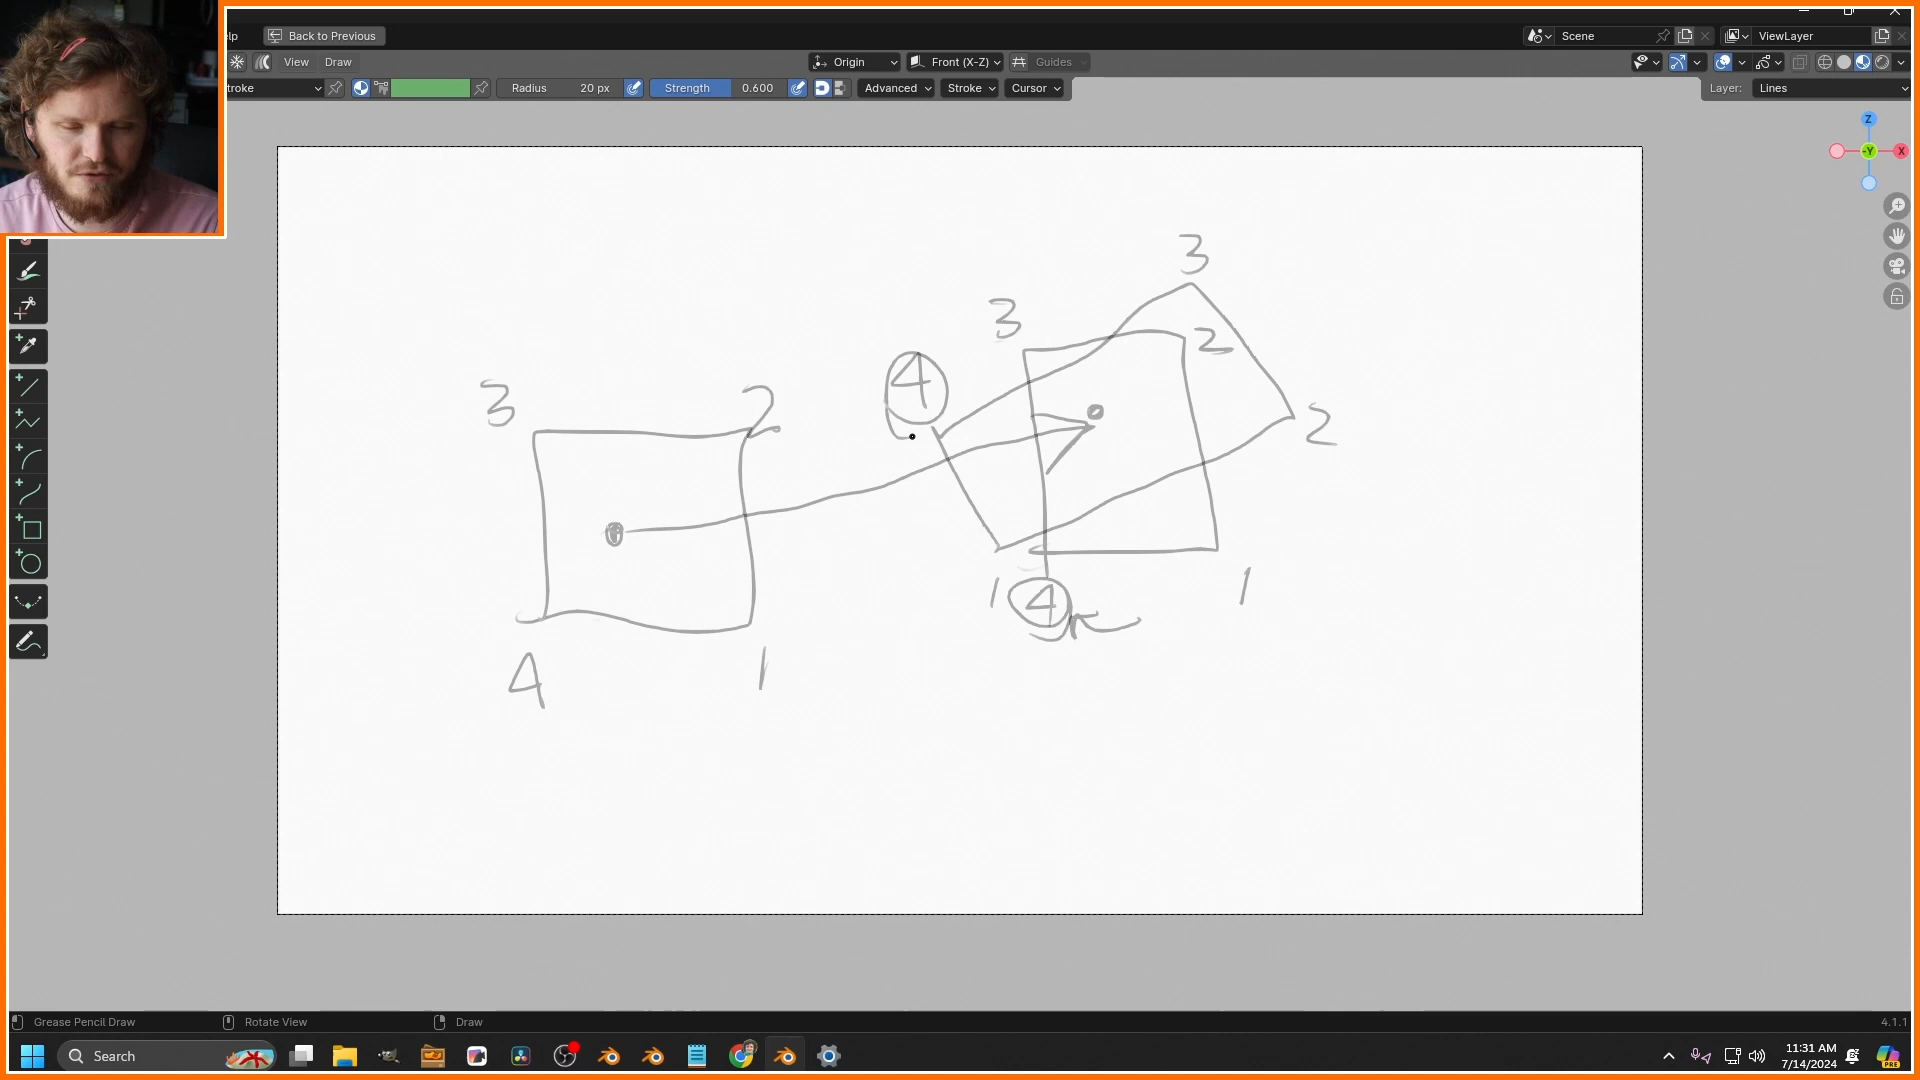 lp Back to Previous Scene ViewLayer
View Draw Origin Front (X-Z) Guides
troke Radius 20 px Strength 0.600 Advanced Stroke Cursor Layer: Lines
Z
-Y X
3
3
2
4
3 2
2
1 4 1
4 1
Grease Pencil Draw Rotate View Draw 4.1.1
Search 11:31 AM
7/14/2024
PRE